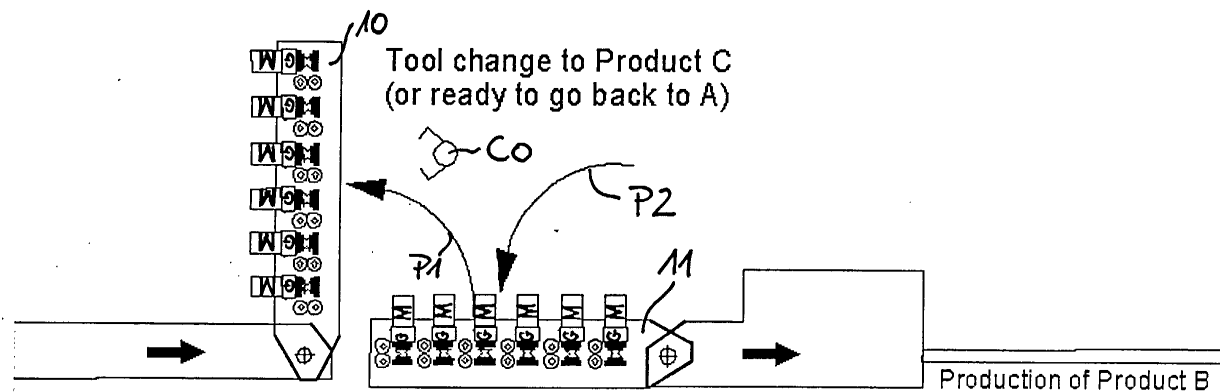 10
Tool change to Product C
(or ready to go back to A)
M G
M G
M G
M G
M G
M G
Co
P2
P1
11
M M M M M M
G G G G G G
Production of Product B